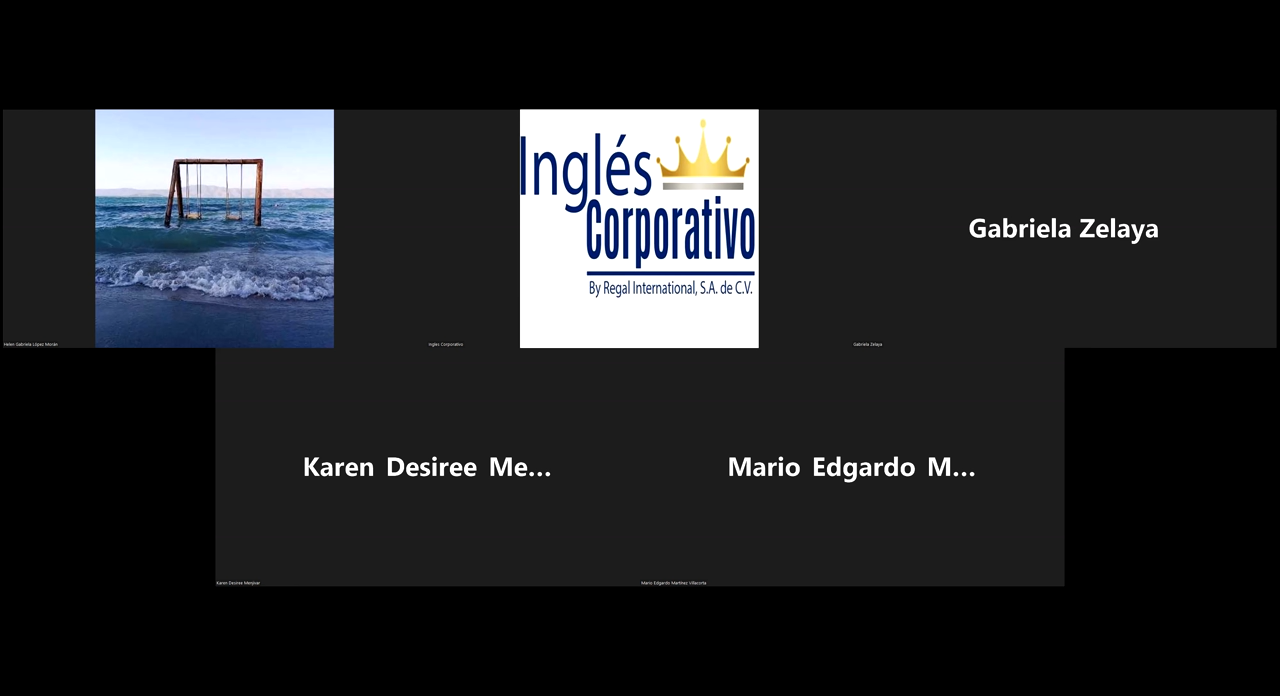 Inglés
Corporativo
By Regal International, S.A. de C.V.
Gabriela Zelaya
Helen Gabriela López Morán
Inglés Corporativo
Gabriela Zelaya
Karen Desiree Me...
Mario Edgardo M...
Karen Desiree Menjivar
Mario Edgardo Martínez Villacorta